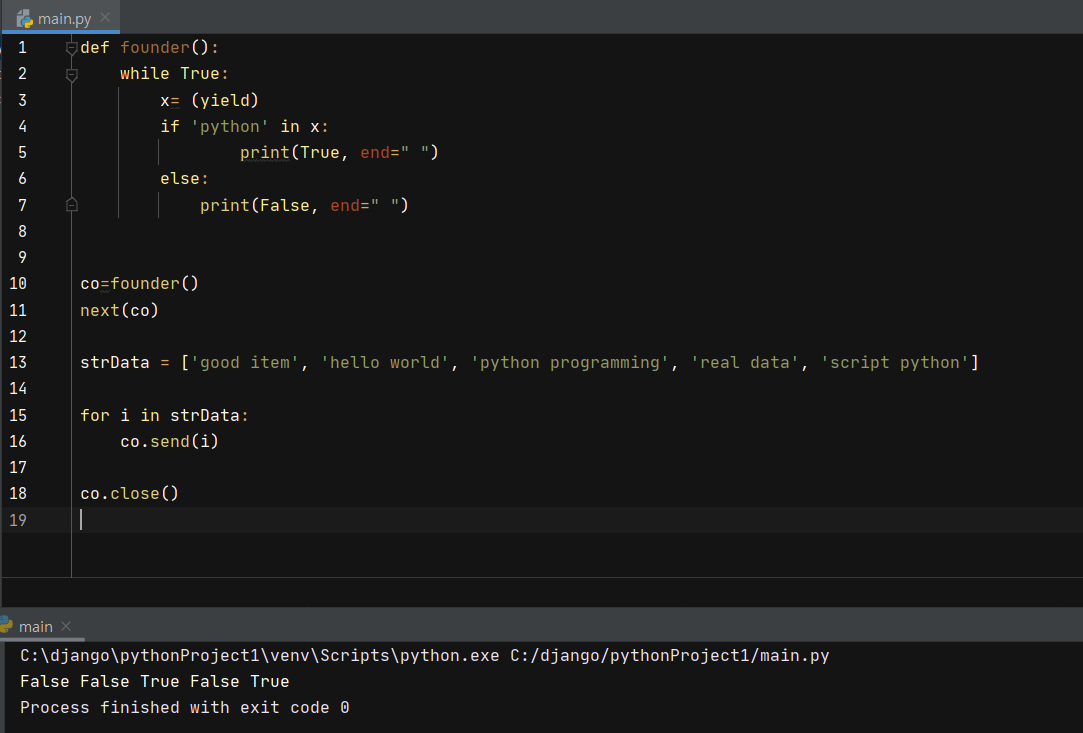 main.py
1 def founder():
2     while True:
3         x= (yield)
4         if 'python' in x:
5                 print(True, end=" ")
6         else:
7             print(False, end=" ")
8
9
10 co=founder()
11 next(co)
12
13 strData = ['good item', 'hello world', 'python programming', 'real data', 'script python']
14
15 for i in strData:
16     co.send(i)
17
18 co.close()
19
main
C:\django\pythonProject1\venv\Scripts\python.exe C:/django/pythonProject1/main.py
False False True False True
Process finished with exit code 0